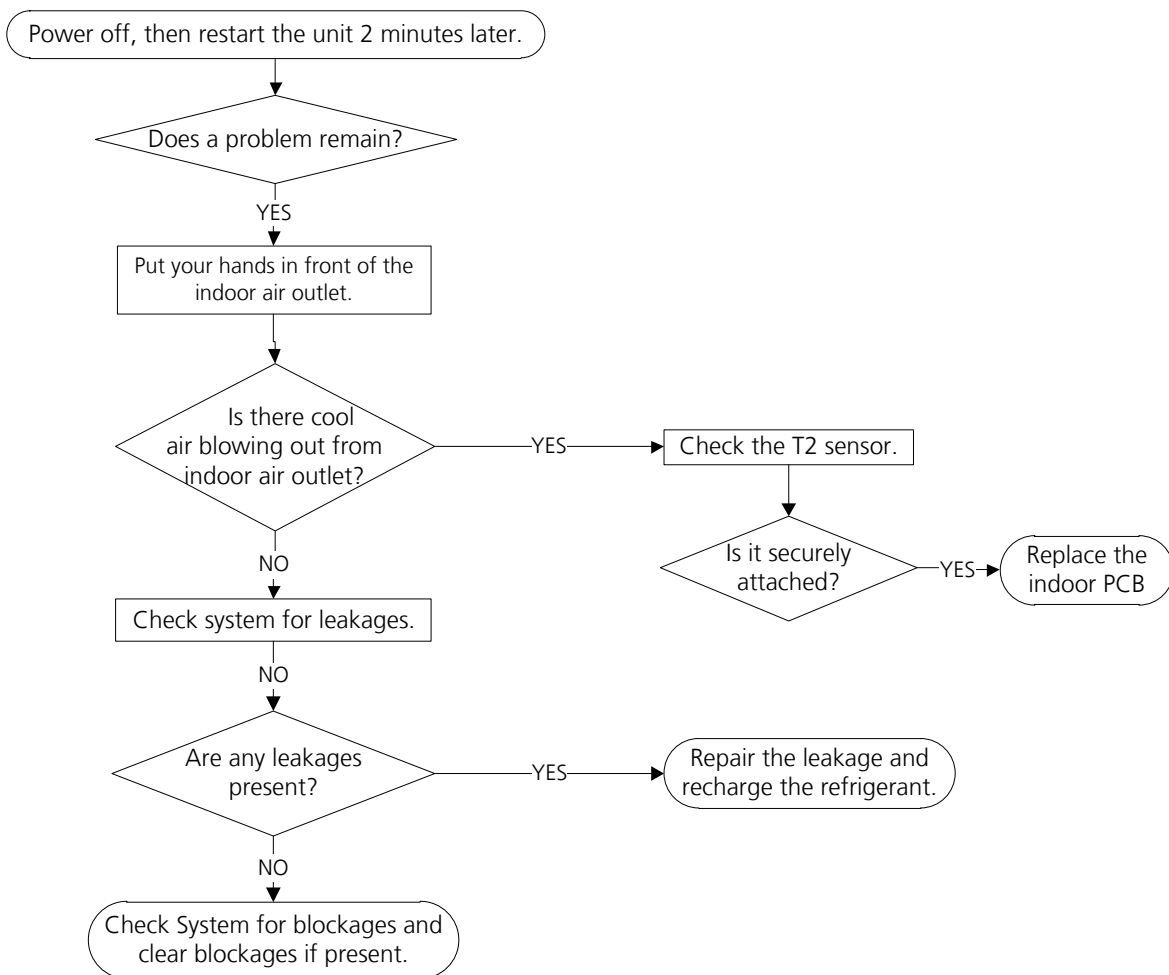 Power off, then restart the unit 2 minutes later.
Does a problem remain?
YES
Put your hands in front of the
indoor air outlet.
Is there cool
air blowing out from
indoor air outlet?
YES
Check the T2 sensor.
Is it securely
attached?
YES
Replace the
indoor PCB
NO
Check system for leakages.
NO
Are any leakages
present?
YES
Repair the leakage and
recharge the refrigerant.
NO
Check System for blockages and
clear blockages if present.